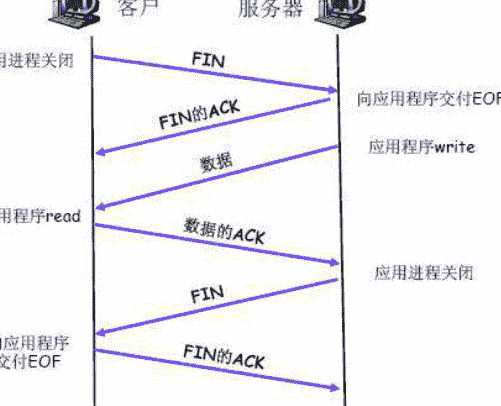 客户
服务器
用进程关闭
FIN
向应用程序交付EOF
FIN的ACK
应用程序write
数据
用程序read
数据的ACK
应用进程关闭
FIN
应用程序
交付EOF
FIN的ACK